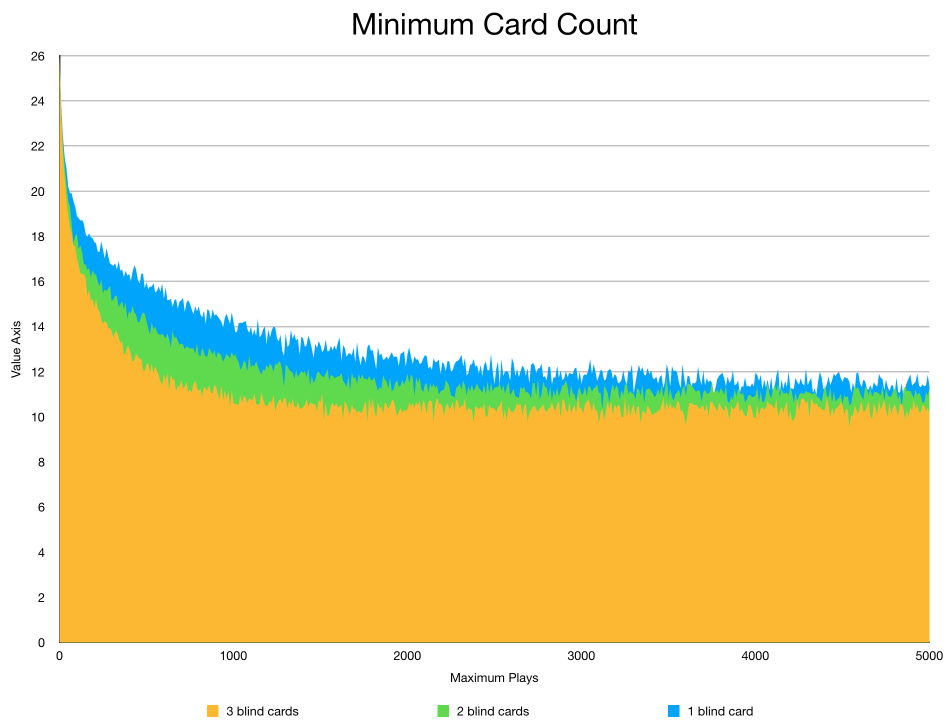 Minimum Card Count
26
24
22
20
18
16
14
12
10
8
6
4
2
0
Value Axis
0 1000 2000 3000 4000 5000
Maximum Plays
3 blind cards 2 blind cards 1 blind card